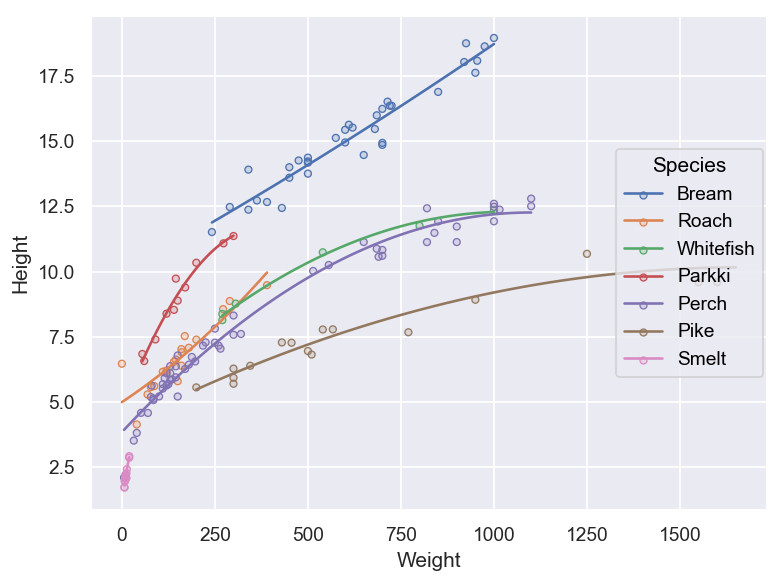 17.5
15.0
12.5
10.0
7.5
5.0
2.5
Height
Species
Bream
Roach
Whitefish
Parkki
Perch
Pike
Smelt
0 250 500 750 1000 1250 1500
Weight